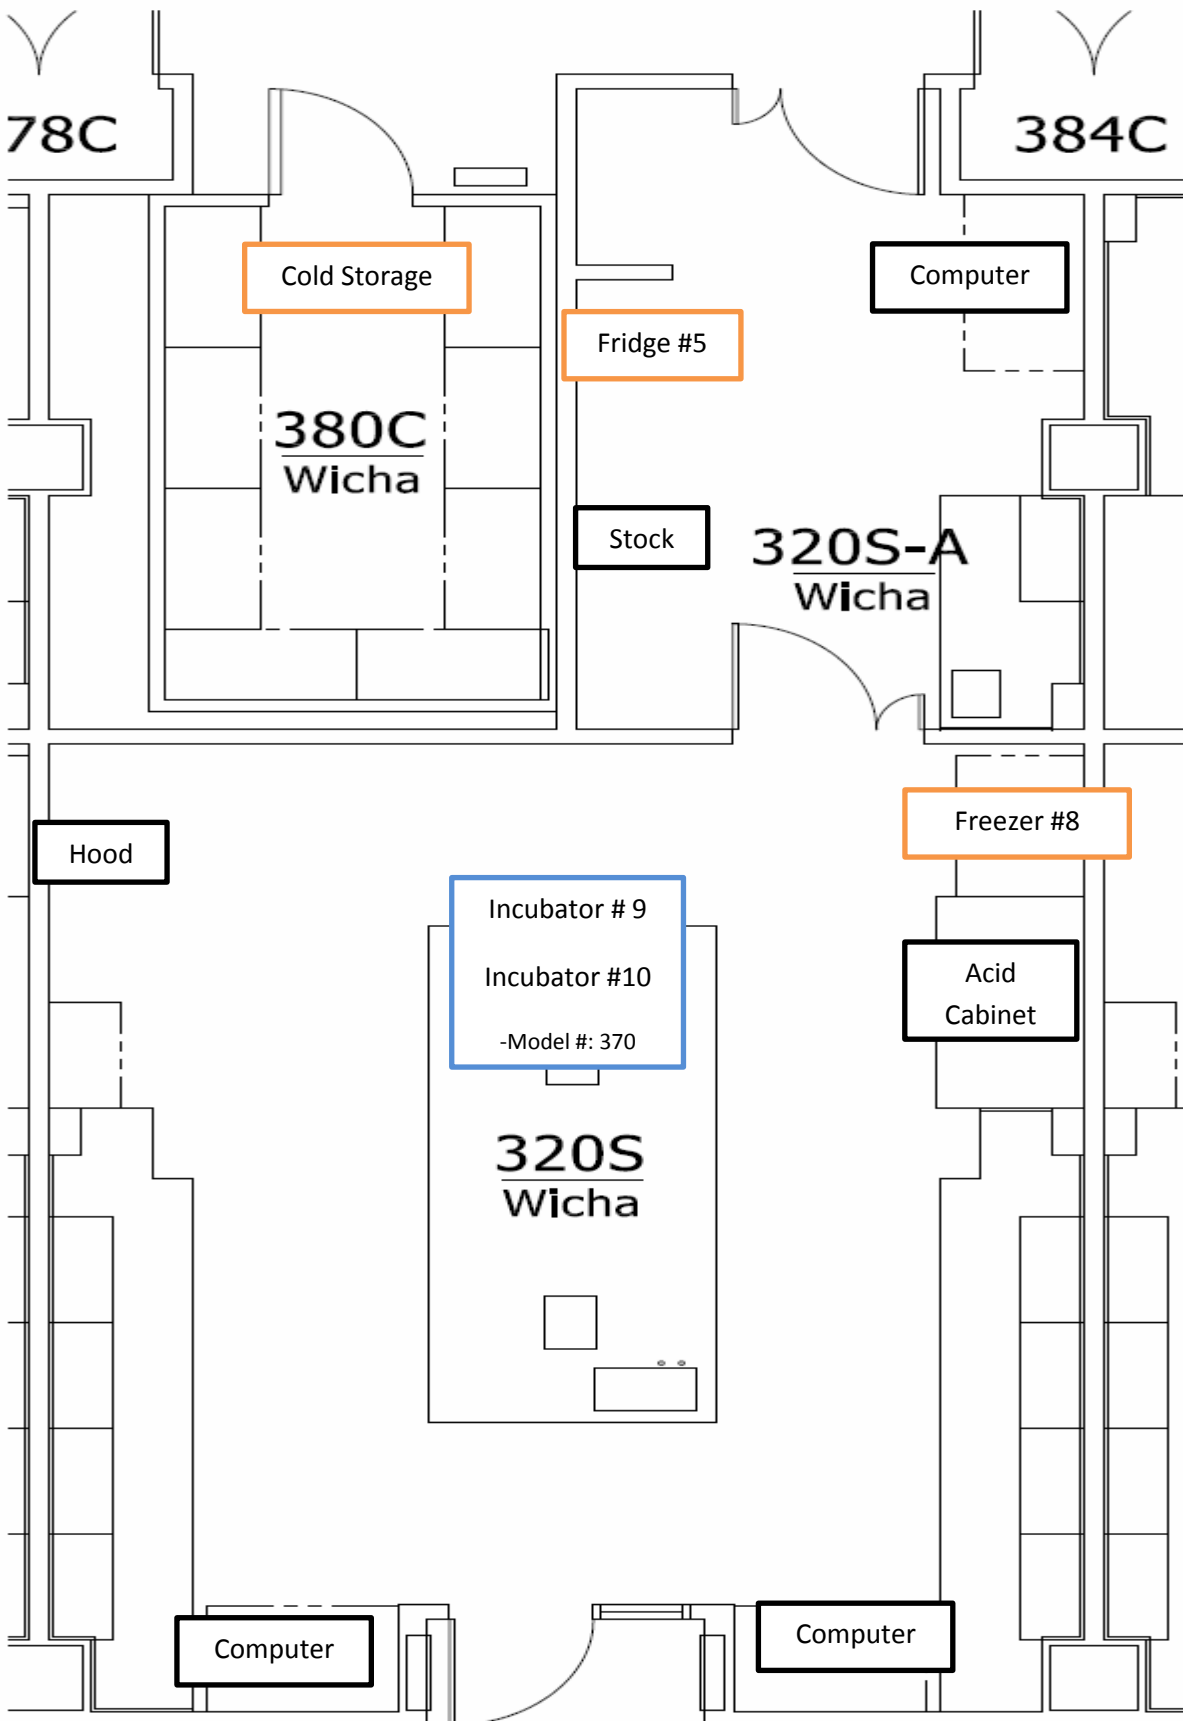 78C
384C
Cold Storage
Computer
Fridge #5
380C
Wicha
Stock
320S-A
Wicha
Freezer #8
Hood
Incubator # 9
Incubator #10
-Model #: 370
Acid
Cabinet
320S
Wicha
Computer
Computer